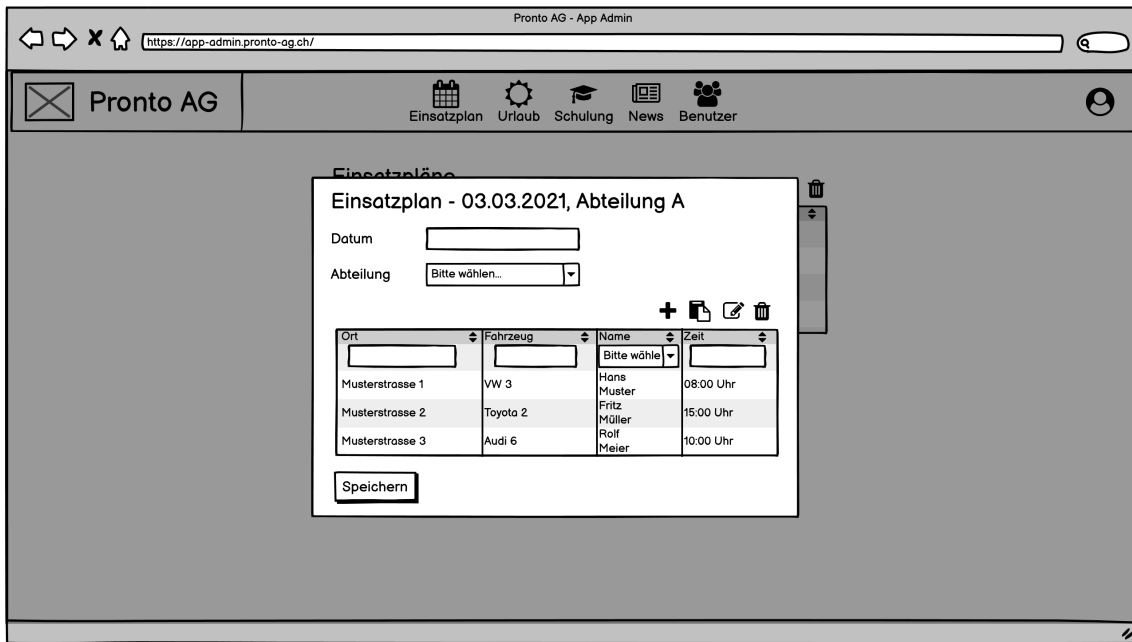 Pronto AG - App Admin
https://app-admin.pronto-ag.ch/
Pronto AG
Einsatzplan Urlaub Schulung News Benutzer
Einsatzpläne
Einsatzplan - 03.03.2021, Abteilung A
Datum
Abteilung Bitte wählen...
Ort Fahrzeug Name Zeit
Bitte wähle
Musterstrasse 1 VW 3 Hans Muster 08:00 Uhr
Musterstrasse 2 Toyota 2 Fritz Müller 15:00 Uhr
Musterstrasse 3 Audi 6 Rolf Meier 10:00 Uhr
Speichern